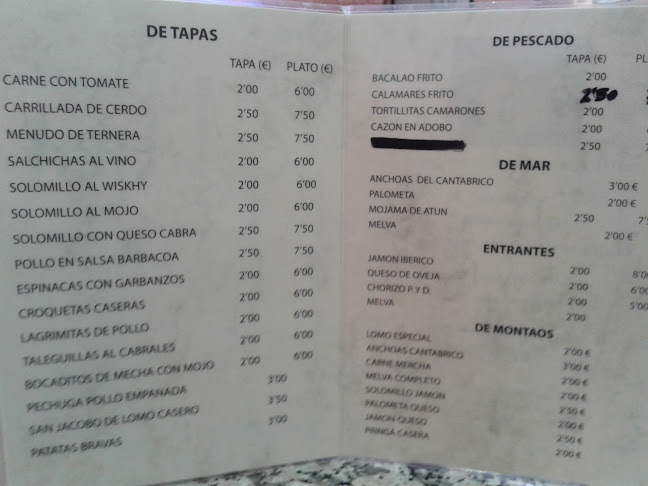 DE TAPAS
TAPA (€) PLATO (€)
CARNE CON TOMATE 2'00 6'00
CARRILLADA DE CERDO 2'50 7'50
MENUDO DE TERNERA 2'50 7'50
SALCHICHAS AL VINO 2'00 6'00
SOLOMILLO AL WISKHY 2'00 6'00
SOLOMILLO AL MOJO 2'00 6'00
SOLOMILLO CON QUESO CABRA 2'50 7'50
POLLO EN SALSA BARBACOA 2'50 7'50
ESPINACAS CON GARBANZOS 2'00 6'00
CROQUETAS CASERAS 2'00 6'00
LAGRIMITAS DE POLLO 2'00 6'00
TALEGUILLAS AL CABRALES 2'00 6'00
BOCADITOS DE MECHA CON MOJO 2'00 6'00
PECHUGA POLLO EMPANADA 3'00
SAN JACOBO DE LOMO CASERO 3'50
PATATAS BRAVAS 3'00
DE PESCADO
TAPA (€)
BACALAO FRITO 2'00
CALAMARES FRITO 2'50
TORTILLITAS CAMARONES 2'00
CAZON EN ADOBO 2'00
2'50
DE MAR
ANCHOAS DEL CANTABRICO 3'00 €
PALOMETA 2'00 €
MOJAMA DE ATUN 2'50
MELVA 2'00 €
ENTRANTES
JAMON IBERICO 2'00
QUESO DE OVEJA 2'00 6'00
CHORIZO P. Y D. 2'00 5'00
MELVA 2'00
DE MONTAOS
LOMO ESPECIAL 2'00 €
ANCHOAS CANTABRICO 3'00 €
CARNE MERCHA 2'00 €
MELVA COMPLETO 2'00 €
SOLOMILLO JAMON 2'50 €
PALOMETA QUESO 2'00 €
JAMON-QUESO 2'50 €
PRINGA CASERA 2'00 €